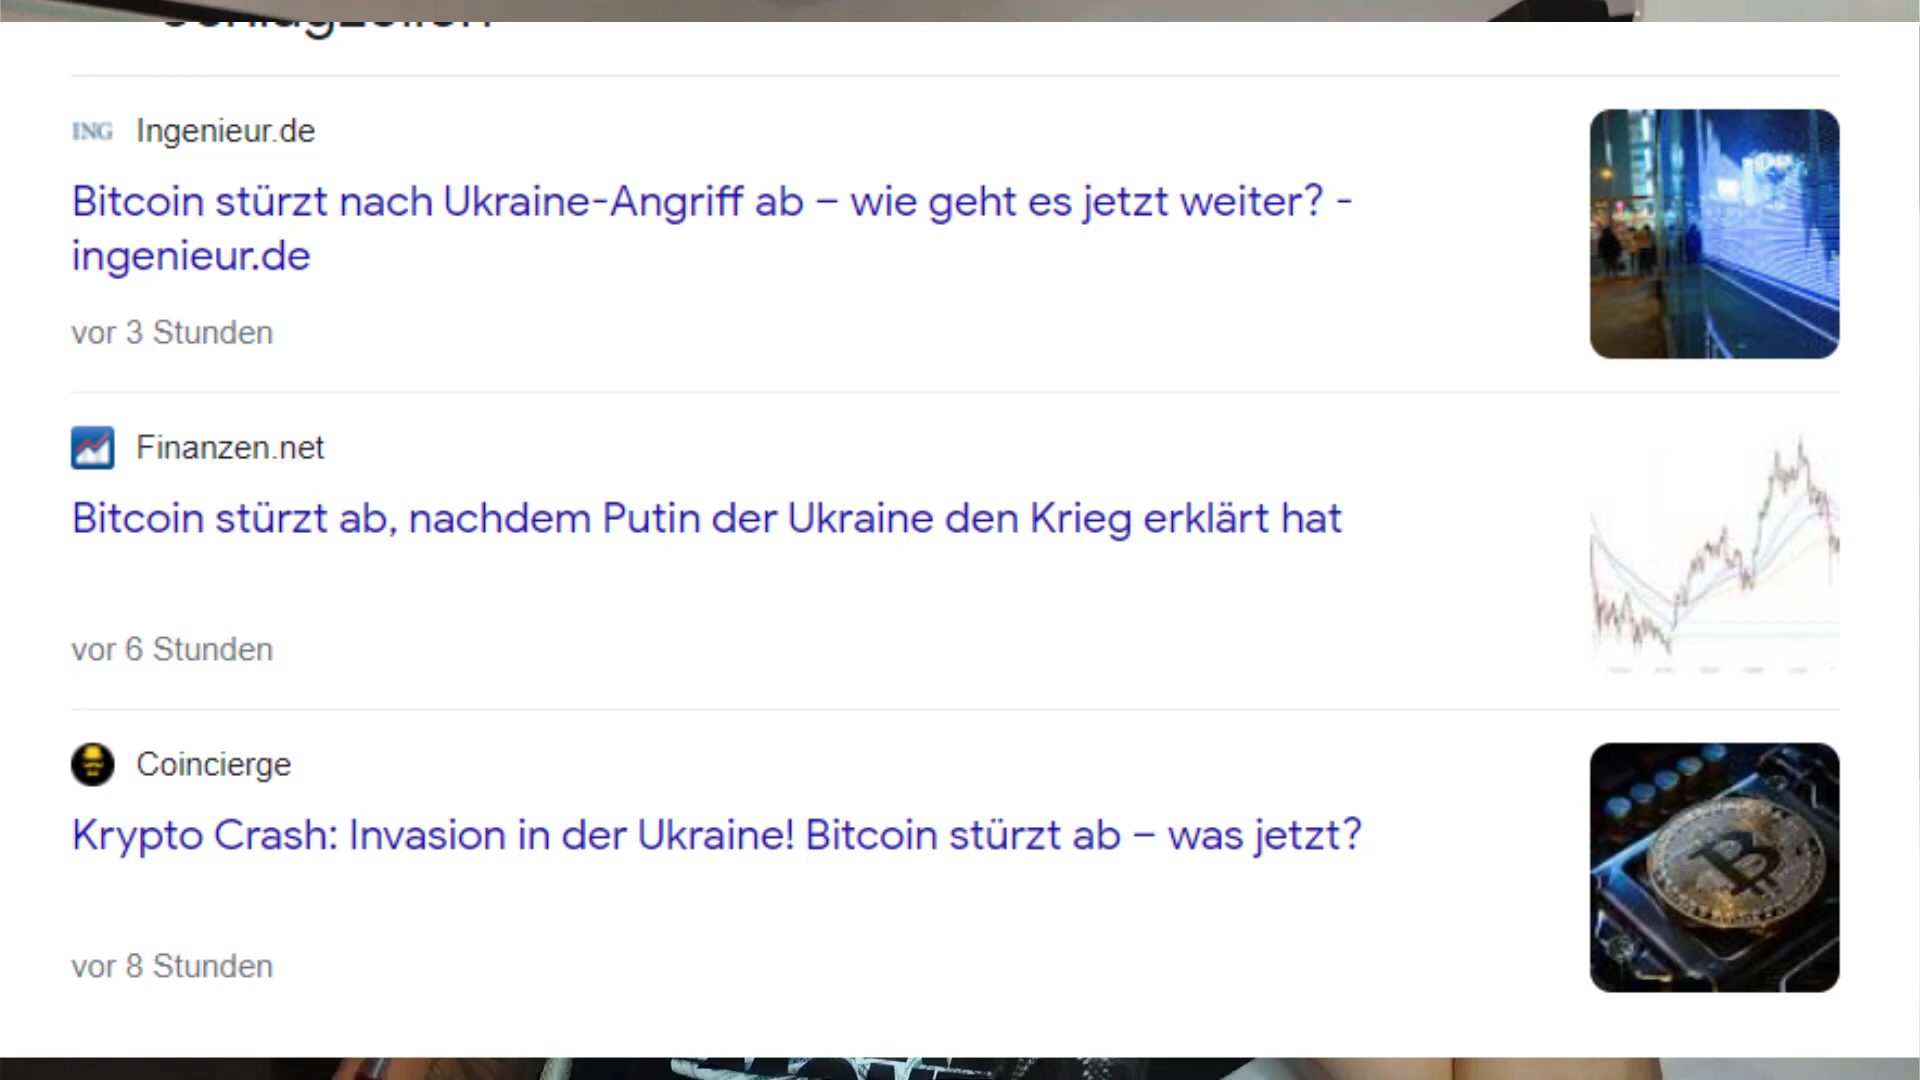 Schlagzeilen
ING Ingenieur.de
Bitcoin stürzt nach Ukraine-Angriff ab – wie geht es jetzt weiter? -
ingenieur.de
vor 3 Stunden
Finanzen.net
Bitcoin stürzt ab, nachdem Putin der Ukraine den Krieg erklärt hat
vor 6 Stunden
Coincierge
Krypto Crash: Invasion in der Ukraine! Bitcoin stürzt ab – was jetzt?
vor 8 Stunden